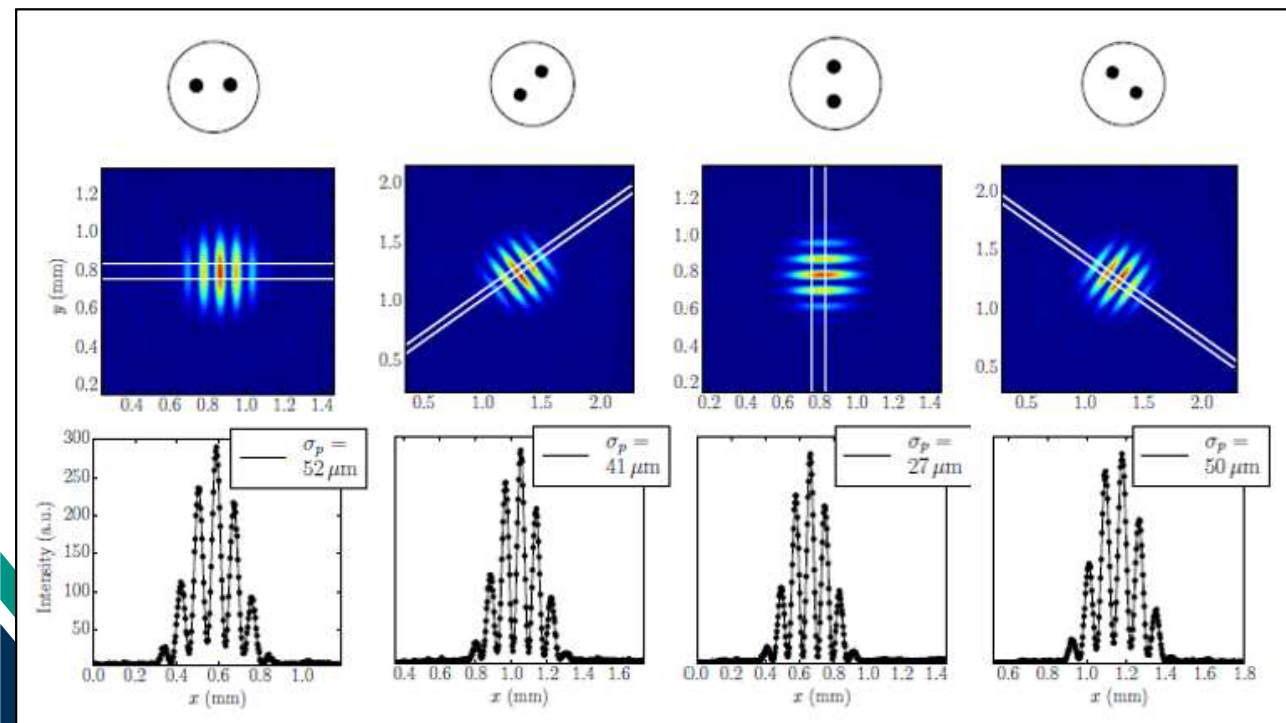 1.2
1.0
0.8
0.6
0.4
0.2
y (mm)
0.4 0.6 0.8 1.0 1.2 1.4
2.0
1.5
1.0
0.5
0.5 1.0 1.5 2.0
1.2
1.0
0.8
0.6
0.4
0.2
0.2 0.4 0.6 0.8 1.0 1.2 1.4
2.0
1.5
1.0
0.5
0.5 1.0 1.5 2.0
300
250
200
150
100
50
Intensity (a.u.)
σp =
52 μm
0.0 0.2 0.4 0.6 0.8 1.0
x (mm)
σp =
41 μm
0.4 0.6 0.8 1.0 1.2 1.4 1.6
x (mm)
σp =
27 μm
0.0 0.2 0.4 0.6 0.8 1.0 1.2 1.4
x (mm)
σp =
50 μm
0.6 0.8 1.0 1.2 1.4 1.6 1.8
x (mm)